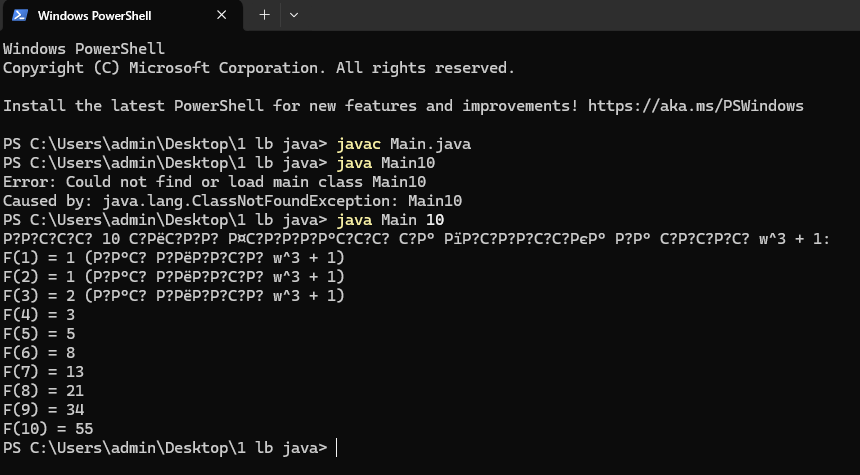 Windows PowerShell
Windows PowerShell
Copyright (C) Microsoft Corporation. All rights reserved.
Install the latest PowerShell for new features and improvements! https://aka.ms/PSWindows
PS C:\Users\admin\Desktop\1 lb java> javac Main.java
PS C:\Users\admin\Desktop\1 lb java> java Main10
Error: Could not find or load main class Main10
Caused by: java.lang.ClassNotFoundException: Main10
PS C:\Users\admin\Desktop\1 lb java> java Main 10
P?P?C?C?C? 10 C?PëC?P?P? P¤C?P?P?P?P°C?C?C? C?P° PïP?C?P?P?C?C?PєP° P?P° C?P?C?P?C? w^3 + 1:
F(1) = 1 (P?P°C? P?PëP?P?C?P? w^3 + 1)
F(2) = 1 (P?P°C? P?PëP?P?C?P? w^3 + 1)
F(3) = 2 (P?P°C? P?PëP?P?C?P? w^3 + 1)
F(4) = 3
F(5) = 5
F(6) = 8
F(7) = 13
F(8) = 21
F(9) = 34
F(10) = 55
PS C:\Users\admin\Desktop\1 lb java>